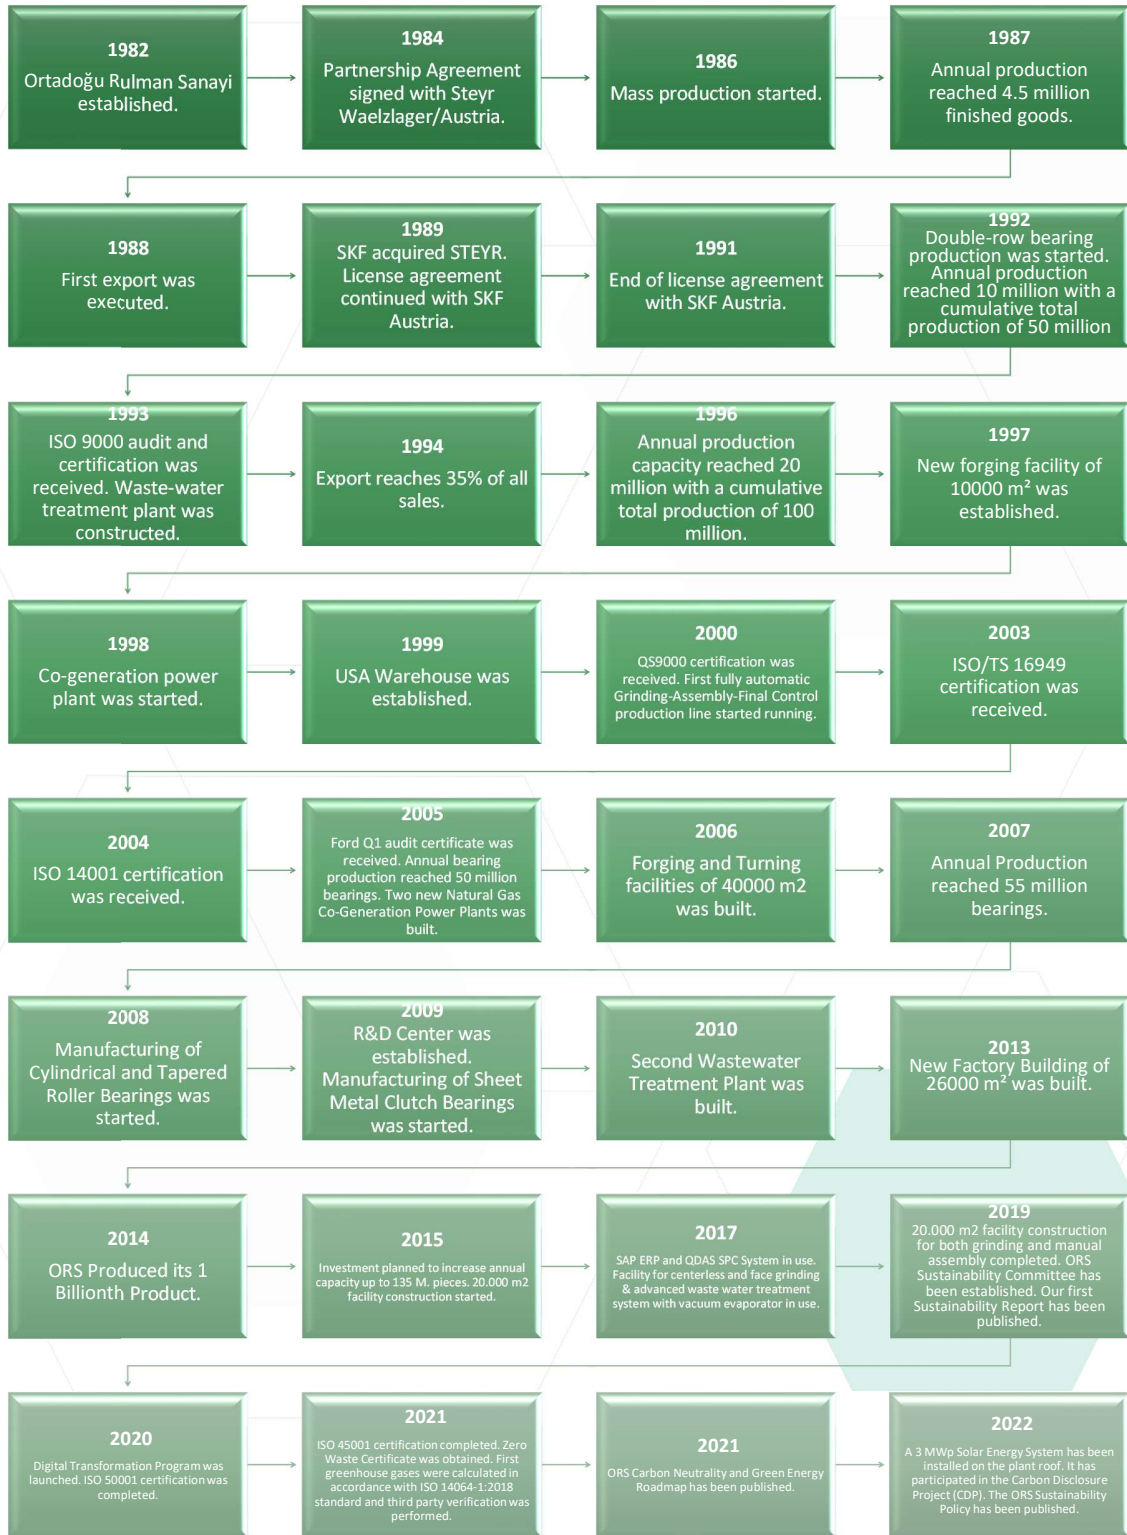 1982
Ortadoğu Rulman Sanayi
established.
1984
Partnership Agreement
signed with Steyr
Waelzlager/Austria.
1986
Mass production started.
1987
Annual production
reached 4.5 million
finished goods.
1988
First export was
executed.
1989
SKF acquired STEYR.
License agreement
continued with SKF
Austria.
1991
End of license agreement
with SKF Austria.
1992
Double-row bearing
production was started.
Annual production
reached 10 million with a
cumulative total
production of 50 million
1993
ISO 9000 audit and
certification was
received. Waste-water
treatment plant was
constructed.
1994
Export reaches 35% of all
sales.
1996
Annual production
capacity reached 20
million with a cumulative
total production of 100
million.
1997
New forging facility of
10000 m² was
established.
1998
Co-generation power
plant was started.
1999
USA Warehouse was
established.
2000
QS9000 certification was
received. First fully automatic
Grinding-Assembly-Final Control
production line started running.
2003
ISO/TS 16949
certification was
received.
2004
ISO 14001 certification
was received.
2005
Ford Q1 audit certificate was
received. Annual bearing
production reached 50 million
bearings. Two new Natural Gas
Co-Generation Power Plants was
built.
2006
Forging and Turning
facilities of 40000 m2
was built.
2007
Annual Production
reached 55 million
bearings.
2008
Manufacturing of
Cylindrical and Tapered
Roller Bearings was
started.
2009
R&D Center was
established.
Manufacturing of Sheet
Metal Clutch Bearings
was started.
2010
Second Wastewater
Treatment Plant was
built.
2013
New Factory Building of
26000 m² was built.
2014
ORS Produced its 1
Billionth Product.
2015
Investment planned to increase annual
capacity up to 135 M. pieces. 20.000 m2
facility construction started.
2017
SAP ERP and QDAS SPC System in use.
Facility for centerless and face grinding
& advanced waste water treatment
system with vacuum evaporator in use.
2019
20.000 m2 facility construction
for both grinding and manual
assembly completed. ORS
Sustainability Committee has
been established. Our first
Sustainability Report has been
published.
2020
Digital Transformation Program was
launched. ISO 50001 certification was
completed.
2021
ISO 45001 certification completed. Zero
Waste Certificate was obtained. First
greenhouse gases were calculated in
accordance with ISO 14064-1:2018
standard and third party verification was
performed.
2021
ORS Carbon Neutrality and Green Energy
Roadmap has been published.
2022
A 3 MWp Solar Energy System has been
installed on the plant roof. It has
participated in the Carbon Disclosure
Project (CDP). The ORS Sustainability
Policy has been published.